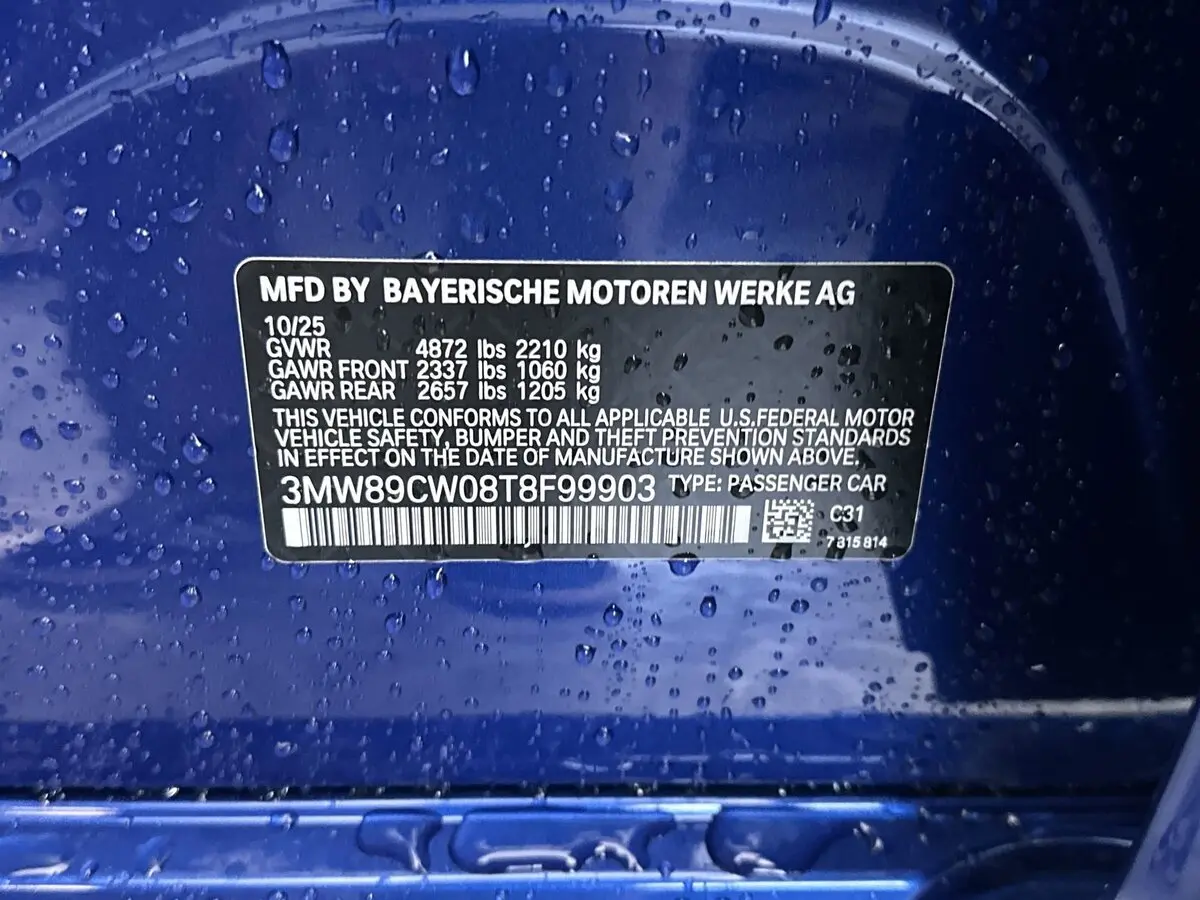 MFD BY BAYERISCHE MOTOREN WERKE AG
10/25
GVWR 4872 lbs 2210 kg
GAWR FRONT 2337 lbs 1060 kg
GAWR REAR 2657 lbs 1205 kg
THIS VEHICLE CONFORMS TO ALL APPLICABLE U.S.FEDERAL MOTOR
VEHICLE SAFETY, BUMPER AND THEFT PREVENTION STANDARDS
IN EFFECT ON THE DATE OF MANUFACTURE SHOWN ABOVE.
3MW89CW08T8F99903 TYPE: PASSENGER CAR
C31
7 815 814